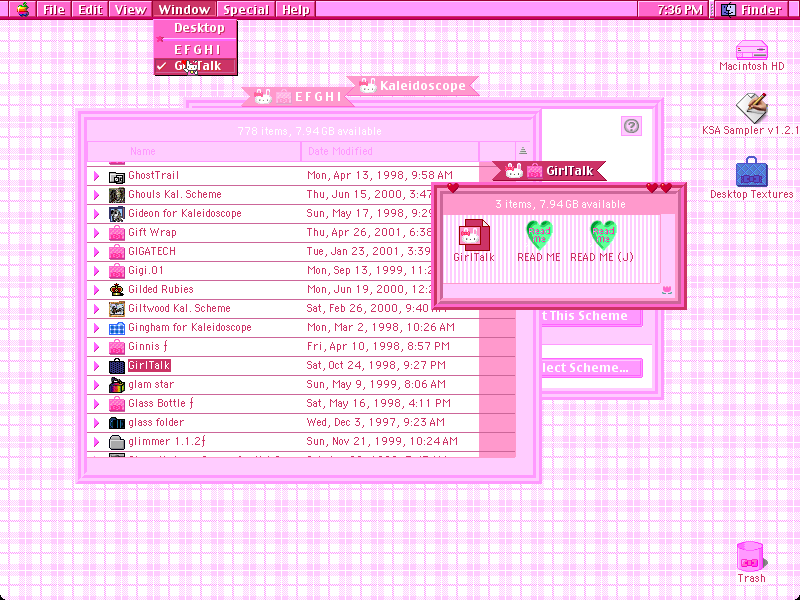 File Edit View Window Special Help 7:36 PM Finder
Desktop
E F G H I
✓ GirlTalk
Macintosh HD
KSA Sampler v1.2.1
Desktop Textures
Trash
Kaleidoscope
E F G H I
778 items, 7.94 GB available
Name Date Modified
GhostTrail Mon, Apr 13, 1998, 9:58 AM
Ghouls Kal. Scheme Thu, Jun 15, 2000, 3:47
Gideon for Kaleidoscope Sun, May 17, 1998, 9:29
Gift Wrap Thu, Apr 26, 2001, 6:38
GIGATECH Tue, Jan 23, 2001, 3:39
Gigi.01 Mon, Sep 13, 1999, 11:2
Gilded Rubies Mon, Jun 19, 2000, 12:2
Giltwood Kal. Scheme Sat, Feb 26, 2000, 9:40 AM
Gingham for Kaleidoscope Mon, Mar 2, 1998, 10:26 AM
Ginnis ƒ Fri, Apr 10, 1998, 8:57 PM
GirlTalk Sat, Oct 24, 1998, 9:27 PM
glam star Sun, May 9, 1999, 8:06 AM
Glass Bottle ƒ Sat, May 16, 1998, 4:11 PM
glass folder Wed, Dec 3, 1997, 9:23 AM
glimmer 1.1.2ƒ Sun, Nov 21, 1999, 10:24 AM
GirlTalk
3 items, 7.94 GB available
Read Me
Read Me
GirlTalk READ ME READ ME (J)
t This Scheme
lect Scheme...